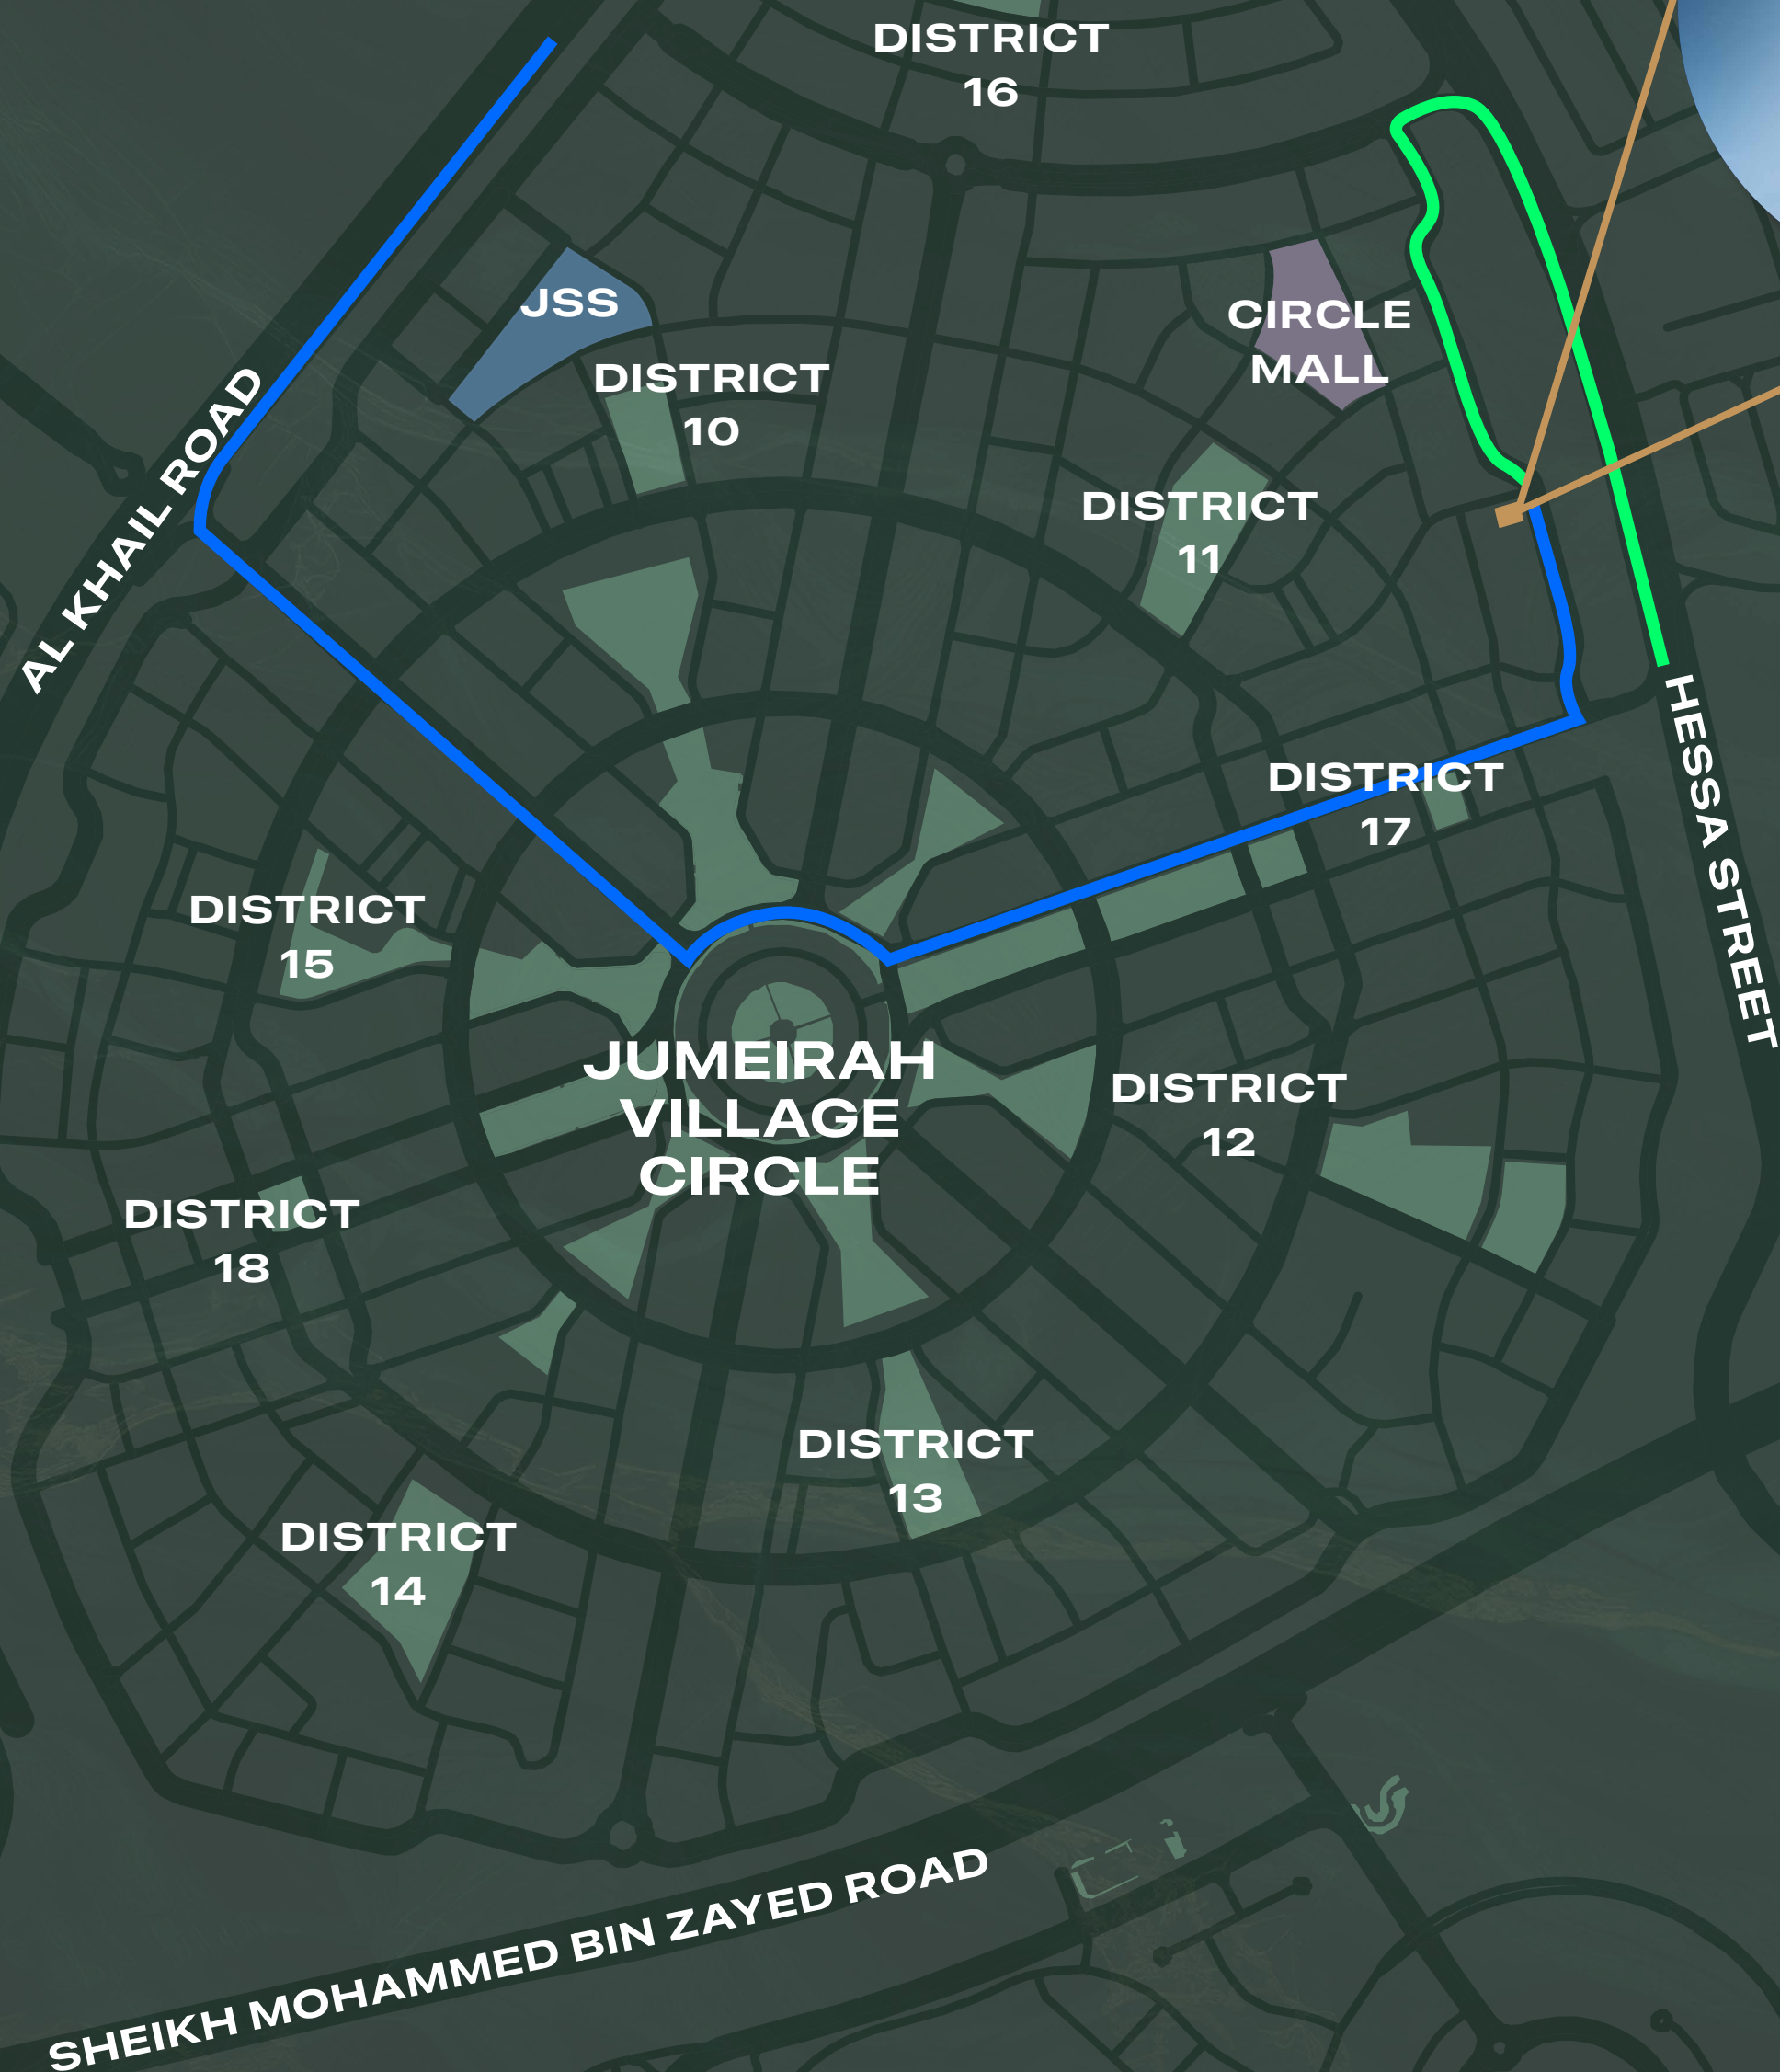 DISTRICT
16
JSS
CIRCLE
MALL
DISTRICT
10
AL KHAIL ROAD
DISTRICT
11
HESSA STREET
DISTRICT
17
DISTRICT
15
JUMEIRAH
VILLAGE
CIRCLE
DISTRICT
12
DISTRICT
18
DISTRICT
13
DISTRICT
14
SHEIKH MOHAMMED BIN ZAYED ROAD